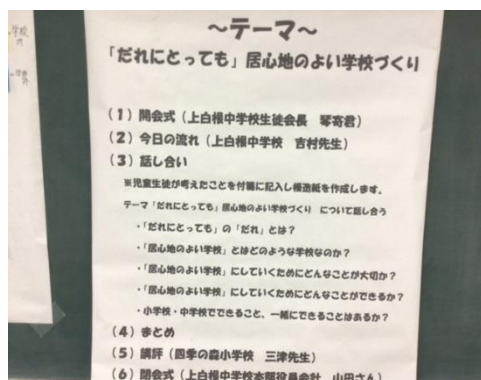 ～テーマ～
「だれにとっても」居心地のよい学校づくり
（１）開会式（上白根中学校生徒会長　琴寄君）
（２）今日の流れ（上白根中学校　吉村先生）
（３）話し合い
※児童生徒が考えたことを付箋に記入し模造紙を作成します。
テーマ「だれにとっても」居心地のよい学校づくり　について話し合う
・「だれにとっても」の「だれ」とは？
・「居心地のよい学校」とはどのような学校なのか？
・「居心地のよい学校」にしていくためにどんなことが大切か？
・「居心地のよい学校」にしていくためにどんなことができるか？
・小学校・中学校でできること、一緒にできることはあるか？
（４）まとめ
（５）講評（四季の森小学校　三津先生）
（６）閉会式（上白根中学校本部役員会計　山田さん）